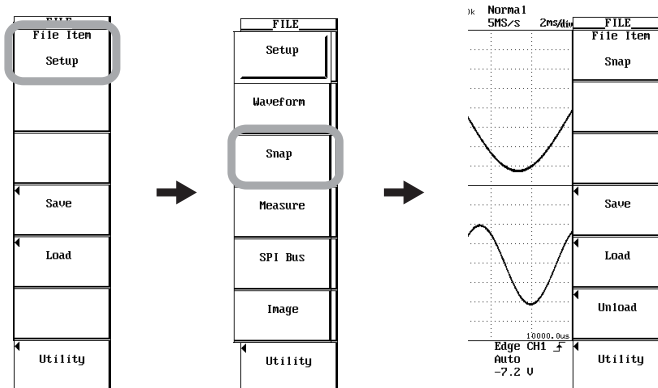 FILE
File Item
Setup
Save
Load
Utility
FILE
Setup
Waveform
Snap
Measure
SPI Bus
Image
Utility
Normal
5MS/s 2ms/div
10000.0us
Edge CH1
Auto
-7.2 V
FILE
File Item
Snap
Save
Load
Unload
Utility